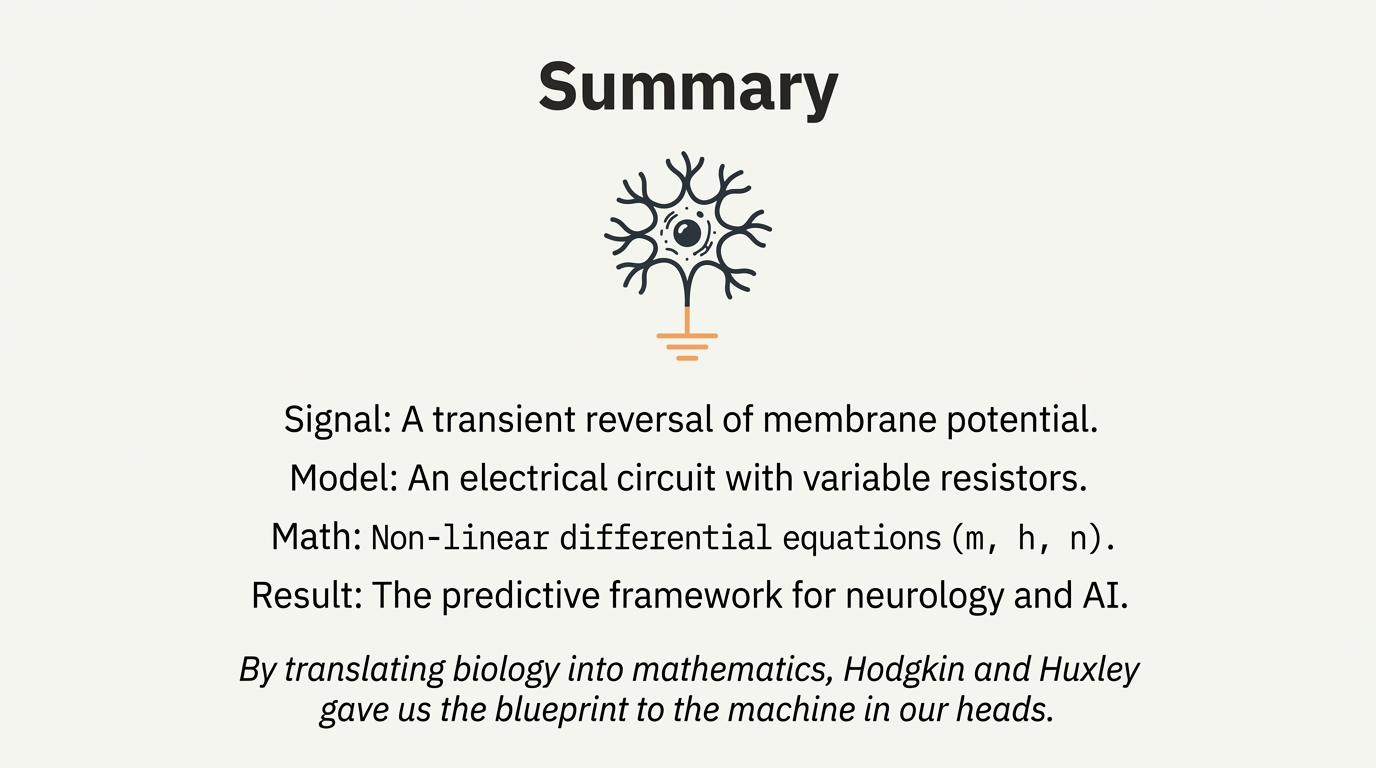 Summary
Signal: A transient reversal of membrane potential.
Model: An electrical circuit with variable resistors.
Math: Non-linear differential equations (m, h, n).
Result: The predictive framework for neurology and AI.
By translating biology into mathematics, Hodgkin and Huxley
gave us the blueprint to the machine in our heads.